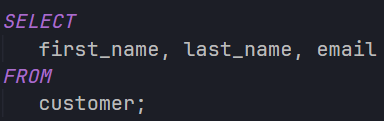 SELECT
first_name, last_name, email
FROM
customer;